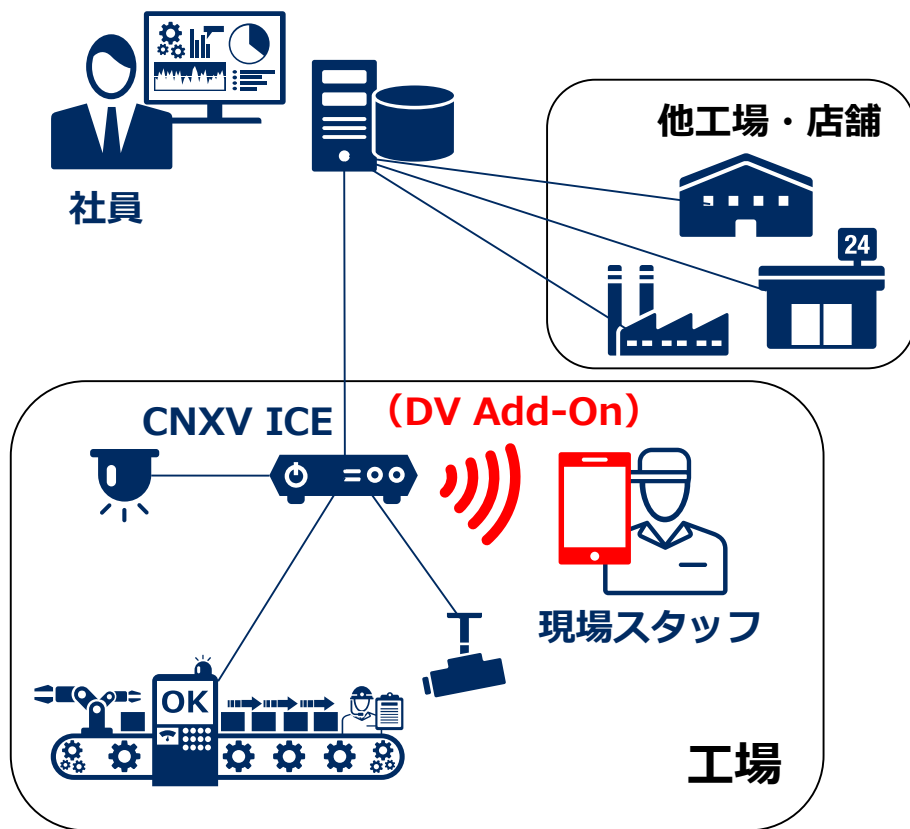 社員
他工場・店舗
24
CNXV ICE
（DV Add-On）
現場スタッフ
OK
工場